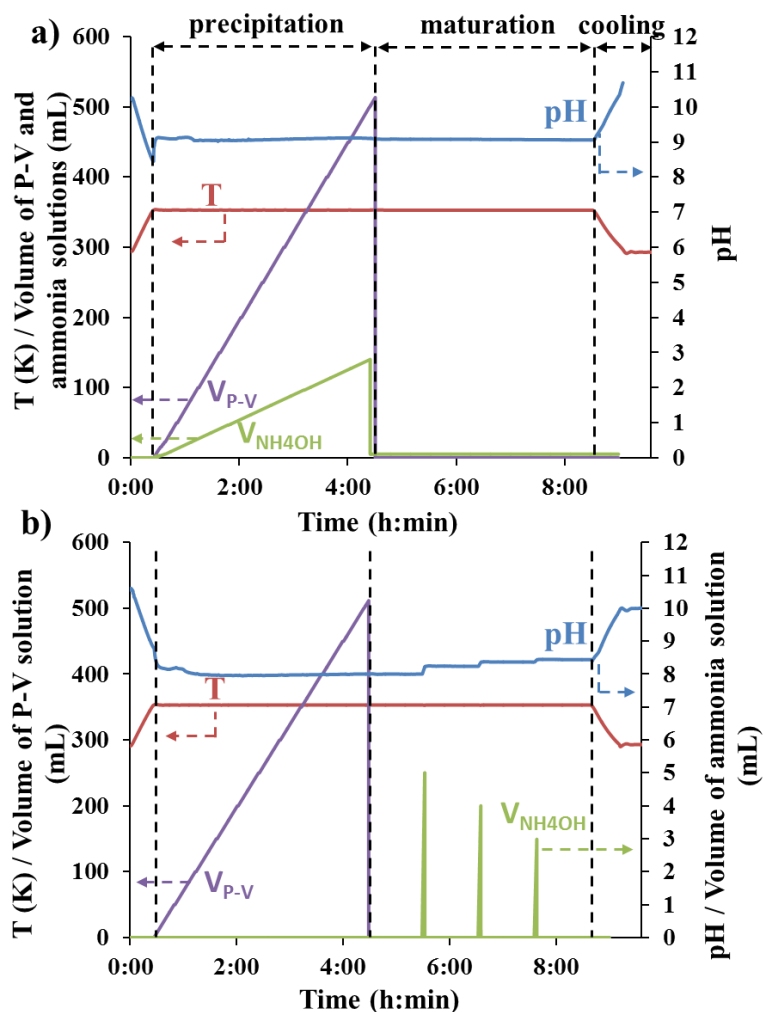 a)
precipitation
maturation
cooling
600
500
400
300
200
100
0
T (K) / Volume of P-V and
ammonia solutions (mL)
12
11
10
9
8
7
6
5
4
3
2
1
0
pH
pH
T
V P-V
V NH4OH
0:00
2:00
4:00
6:00
8:00
Time (h:min)
b)
600
500
400
300
200
100
0
T (K) / Volume of P-V solution
(mL)
12
11
10
9
8
7
6
5
4
3
2
1
0
pH / Volume of ammonia solution
(mL)
pH
T
V P-V
V NH4OH
0:00
2:00
4:00
6:00
8:00
Time (h:min)